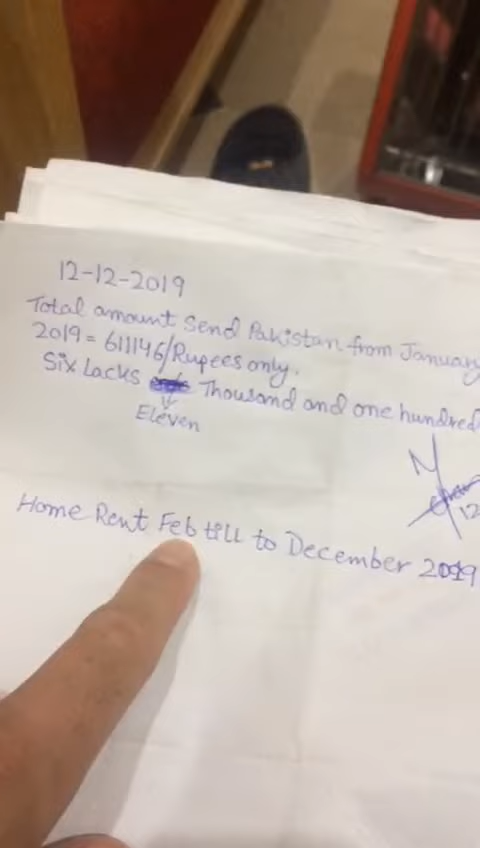 12-12-2019
Total amount Send Pakistan from January
2019 = 611146/Rupees only.
Six Lacks Thousand and one hundred
Eleven
12
Home Rent Feb till to December 2019